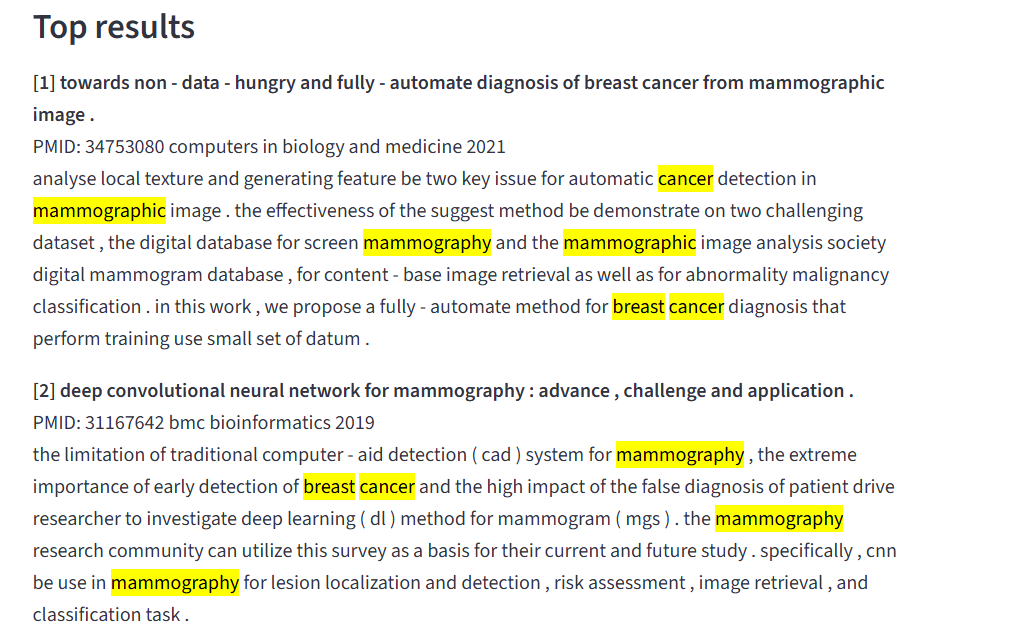 Top results
[1] towards non - data - hungry and fully - automate diagnosis of breast cancer from mammographic
image .
PMID: 34753080 computers in biology and medicine 2021
analyse local texture and generating feature be two key issue for automatic cancer detection in
mammographic image . the effectiveness of the suggest method be demonstrate on two challenging
dataset , the digital database for screen mammography and the mammographic image analysis society
digital mammogram database , for content - base image retrieval as well as for abnormality malignancy
classification . in this work , we propose a fully - automate method for breast cancer diagnosis that
perform training use small set of datum .
[2] deep convolutional neural network for mammography : advance , challenge and application .
PMID: 31167642 bmc bioinformatics 2019
the limitation of traditional computer - aid detection ( cad ) system for mammography , the extreme
importance of early detection of breast cancer and the high impact of the false diagnosis of patient drive
researcher to investigate deep learning ( dl ) method for mammogram ( mgs ) . the mammography
research community can utilize this survey as a basis for their current and future study . specifically , cnn
be use in mammography for lesion localization and detection , risk assessment , image retrieval , and
classification task .